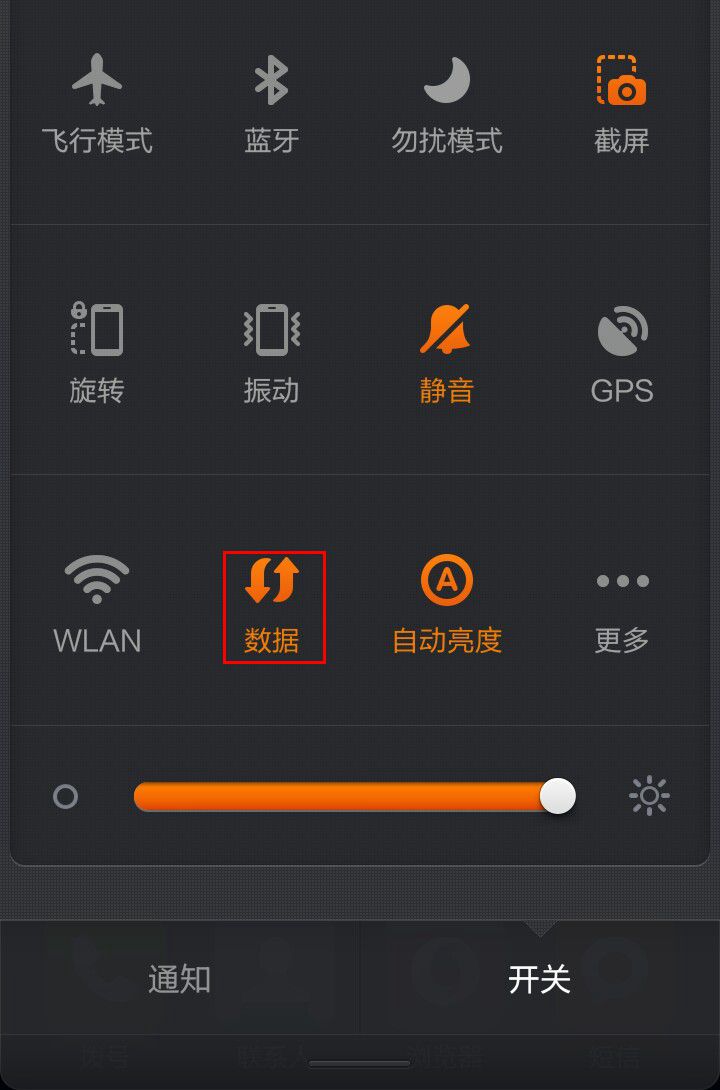 飞行模式
蓝牙
勿扰模式
截屏
旋转
振动
静音
GPS
WLAN
数据
自动亮度
更多
通知
开关
拨号
联系人
浏览器
短信